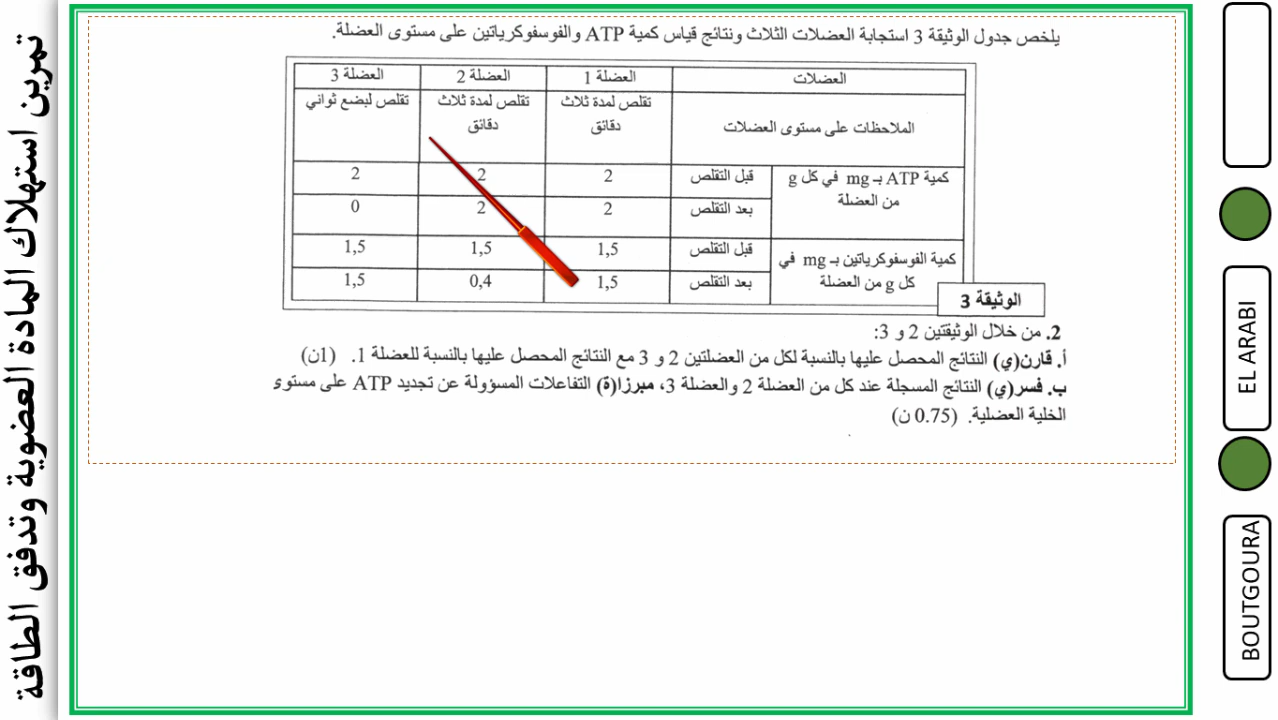 تمرين استهلاك المادة العضوية وتدفق الطاقة
يلخص جدول الوثيقة 3 استجابة العضلات الثلاث ونتائج قياس كمية ATP والفوسفوكرياتين على مستوى العضلة.
العضلات العضلة 1 العضلة 2 العضلة 3
الملاحظات على مستوى العضلات تقلص لمدة ثلاث دقائق تقلص لمدة ثلاث دقائق تقلص لبضع ثواني
كمية ATP بـ mg في كل g من العضلة قبل التقلص 2 2 2
بعد التقلص 2 2 0
كمية الفوسفوكرياتين بـ mg في كل g من العضلة قبل التقلص 1,5 1,5 1,5
بعد التقلص 1,5 0,4 1,5
الوثيقة 3
2. من خلال الوثيقتين 2 و 3:
أ. قارن(ي) النتائج المحصل عليها بالنسبة لكل من العضلتين 2 و 3 مع النتائج المحصل عليها بالنسبة للعضلة 1. (1ن)
ب. فسر(ي) النتائج المسجلة عند كل من العضلة 2 والعضلة 3، مبرزا(ة) التفاعلات المسؤولة عن تجديد ATP على مستوى
الخلية العضلية. (0.75 ن)
EL ARABI
BOUTGOURA